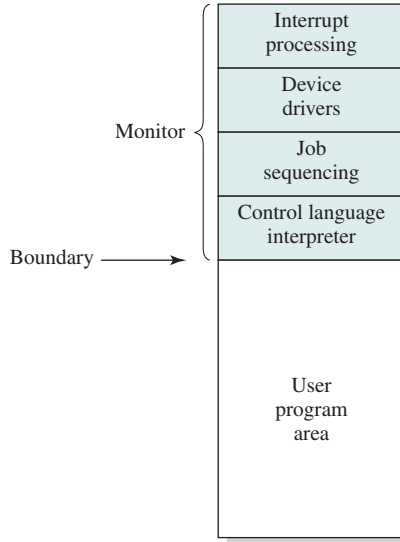 Interrupt
processing
Device
drivers
Monitor
Job
sequencing
Control language
interpreter
Boundary
User
program
area